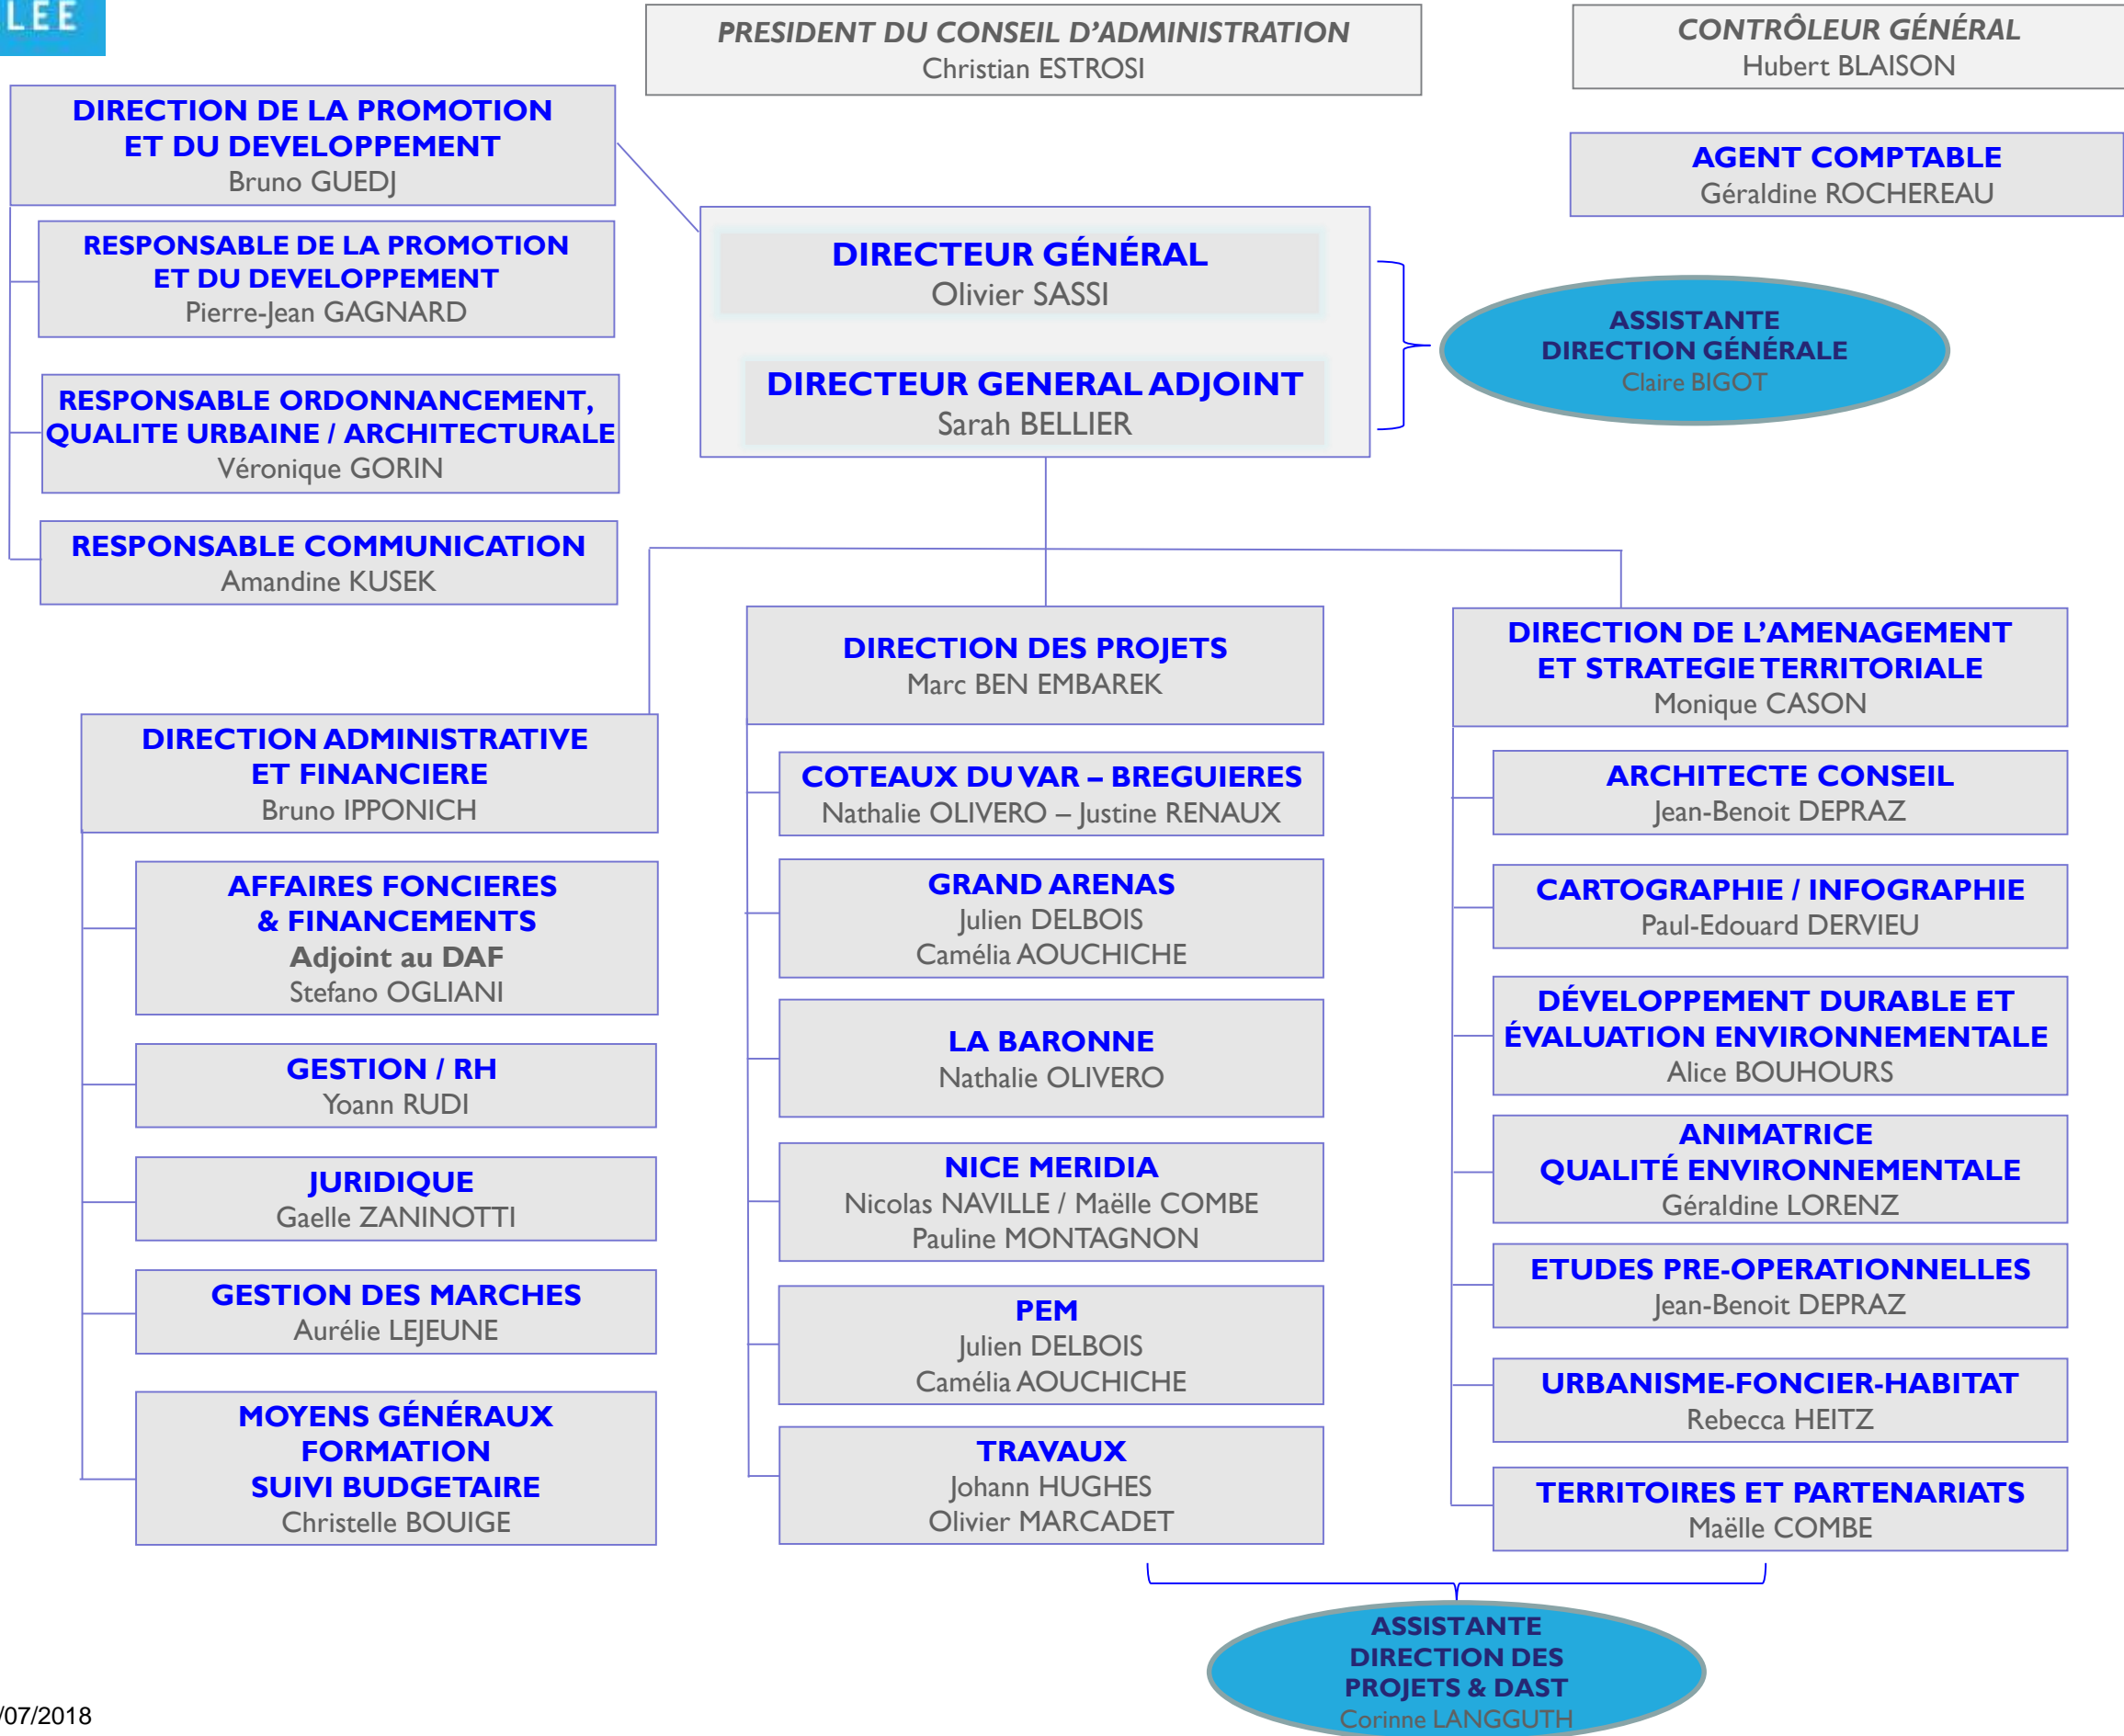 LEE
PRESIDENT DU CONSEIL D'ADMINISTRATION
Christian ESTROSI
CONTRÔLEUR GÉNÉRAL
Hubert BLAISON
AGENT COMPTABLE
Géraldine ROCHEREAU
DIRECTION DE LA PROMOTION
ET DU DEVELOPPEMENT
Bruno GUEDJ
RESPONSABLE DE LA PROMOTION
ET DU DEVELOPPEMENT
Pierre-Jean GAGNARD
RESPONSABLE ORDONNANCEMENT,
QUALITE URBAINE / ARCHITECTURALE
Véronique GORIN
RESPONSABLE COMMUNICATION
Amandine KUSEK
DIRECTEUR GÉNÉRAL
Olivier SASSI
DIRECTEUR GENERAL ADJOINT
Sarah BELLIER
ASSISTANTE
DIRECTION GÉNÉRALE
Claire BIGOT
DIRECTION ADMINISTRATIVE
ET FINANCIERE
Bruno IPPONICH
AFFAIRES FONCIERES
& FINANCEMENTS
Adjoint au DAF
Stefano OGLIANI
GESTION / RH
Yoann RUDI
JURIDIQUE
Gaelle ZANINOTTI
GESTION DES MARCHES
Aurélie LEJEUNE
MOYENS GÉNÉRAUX
FORMATION
SUIVI BUDGETAIRE
Christelle BOUIGE
DIRECTION DES PROJETS
Marc BEN EMBAREK
COTEAUX DU VAR – BREGUIERES
Nathalie OLIVERO – Justine RENAUX
GRAND ARENAS
Julien DELBOIS
Camélia AOUCHICHE
LA BARONNE
Nathalie OLIVERO
NICE MERIDIA
Nicolas NAVILLE / Maëlle COMBE
Pauline MONTAGNON
PEM
Julien DELBOIS
Camélia AOUCHICHE
TRAVAUX
Johann HUGHES
Olivier MARCADET
DIRECTION DE L'AMENAGEMENT
ET STRATEGIE TERRITORIALE
Monique CASON
ARCHITECTE CONSEIL
Jean-Benoit DEPRAZ
CARTOGRAPHIE / INFOGRAPHIE
Paul-Edouard DERVIEU
DÉVELOPPEMENT DURABLE ET
ÉVALUATION ENVIRONNEMENTALE
Alice BOUHOURS
ANIMATRICE
QUALITÉ ENVIRONNEMENTALE
Géraldine LORENZ
ETUDES PRE-OPERATIONNELLES
Jean-Benoit DEPRAZ
URBANISME-FONCIER-HABITAT
Rebecca HEITZ
TERRITOIRES ET PARTENARIATS
Maëlle COMBE
ASSISTANTE
DIRECTION DES
PROJETS & DAST
Corinne LANGGUTH
/07/2018